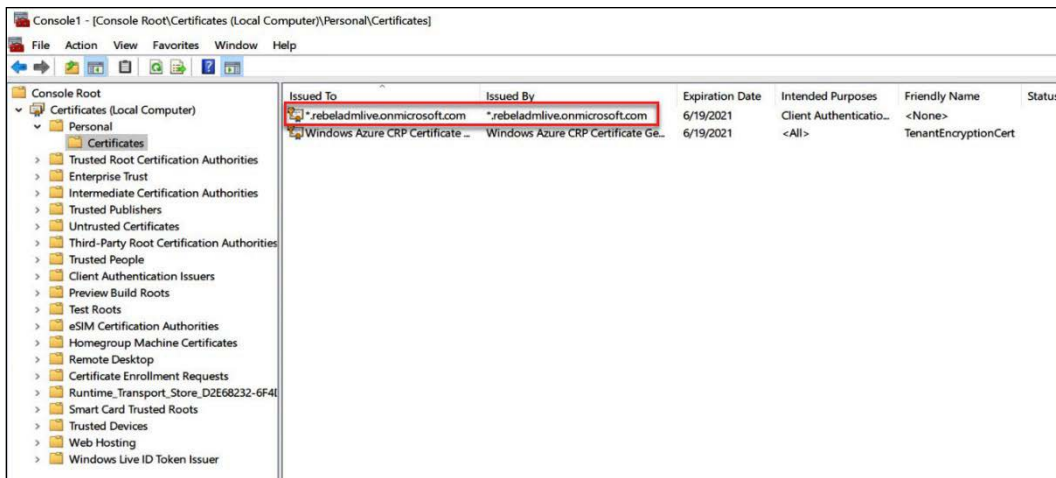 Console1 - [Console Root\Certificates (Local Computer)\Personal\Certificates]
File Action View Favorites Window Help
Console Root
Certificates (Local Computer)
Personal
Certificates
Trusted Root Certification Authorities
Enterprise Trust
Intermediate Certification Authorities
Trusted Publishers
Untrusted Certificates
Third-Party Root Certification Authorities
Trusted People
Client Authentication Issuers
Preview Build Roots
Test Roots
eSIM Certification Authorities
Homegroup Machine Certificates
Remote Desktop
Certificate Enrollment Requests
Runtime_Transport_Store_D2E68232-6F4
Smart Card Trusted Roots
Trusted Devices
Web Hosting
Windows Live ID Token Issuer
Issued To Issued By Expiration Date Intended Purposes Friendly Name Status
*.rebeladmlive.onmicrosoft.com *.rebeladmlive.onmicrosoft.com 6/19/2021 Client Authenticatio... <None>
Windows Azure CRP Certificate ... Windows Azure CRP Certificate Ge... 6/19/2021 <All> TenantEncryptionCert